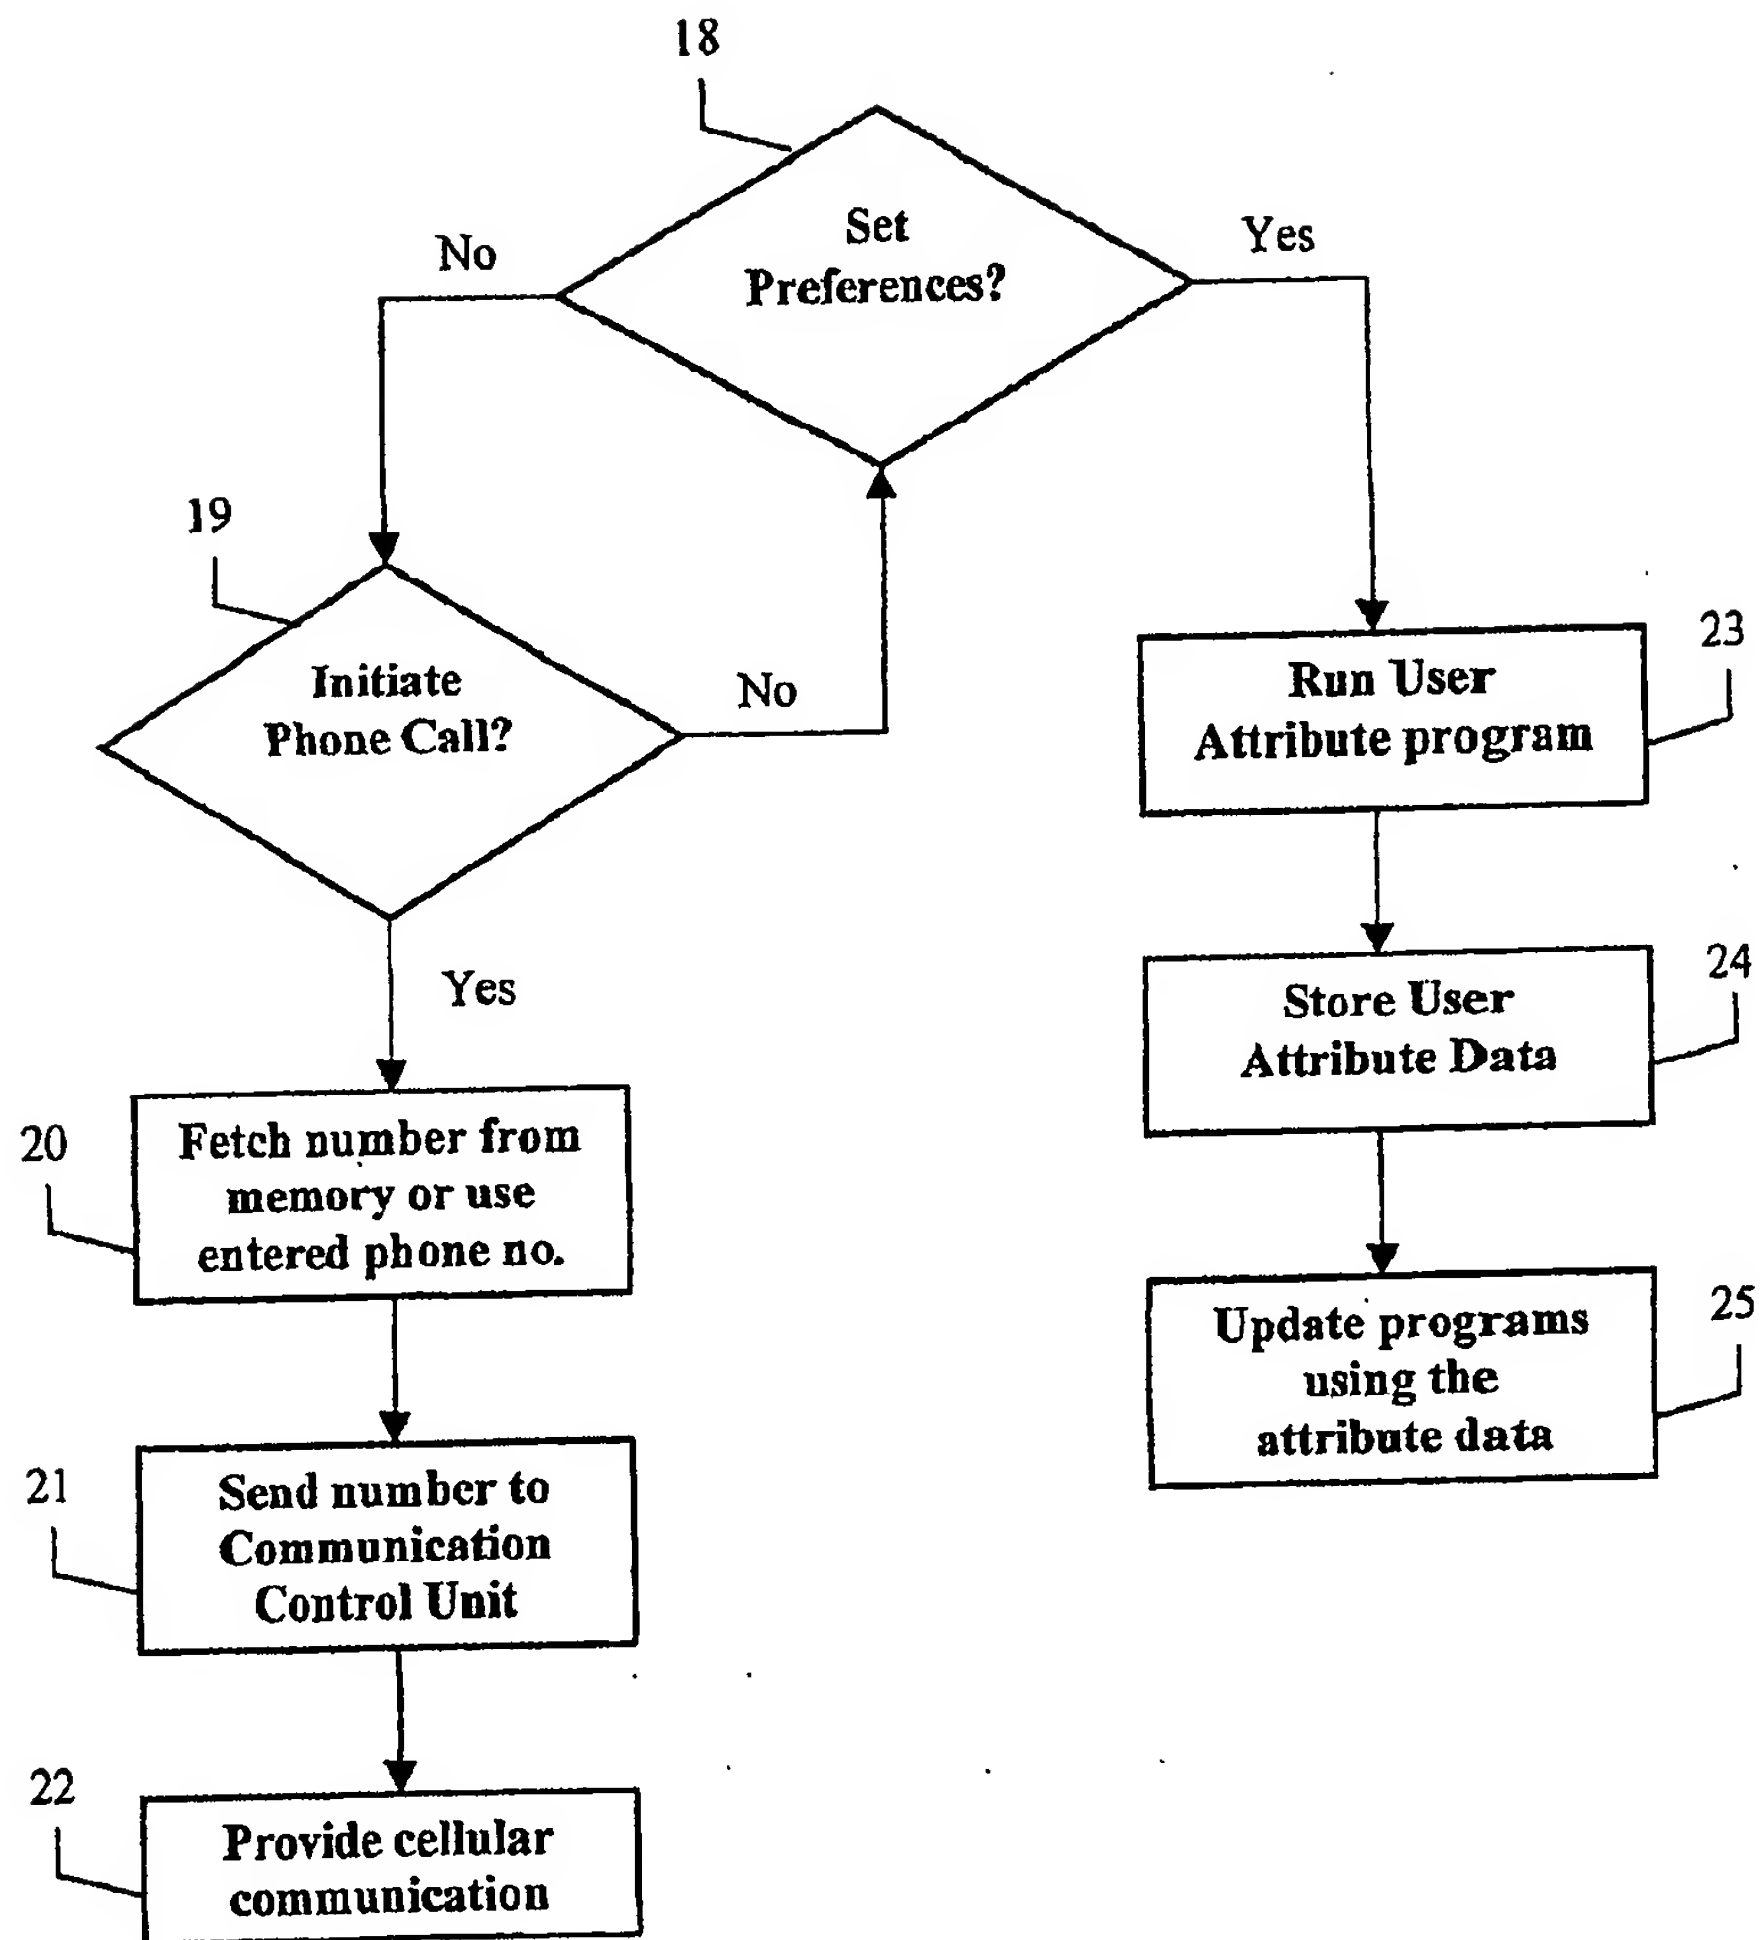 18
Set
Preferences?
No
Yes
19
Initiate
Phone Call?
No
Yes
23
Run User
Attribute program
24
Store User
Attribute Data
20
Fetch number from
memory or use
entered phone no.
25
Update programs
using the
attribute data
21
Send number to
Communication
Control Unit
22
Provide cellular
communication